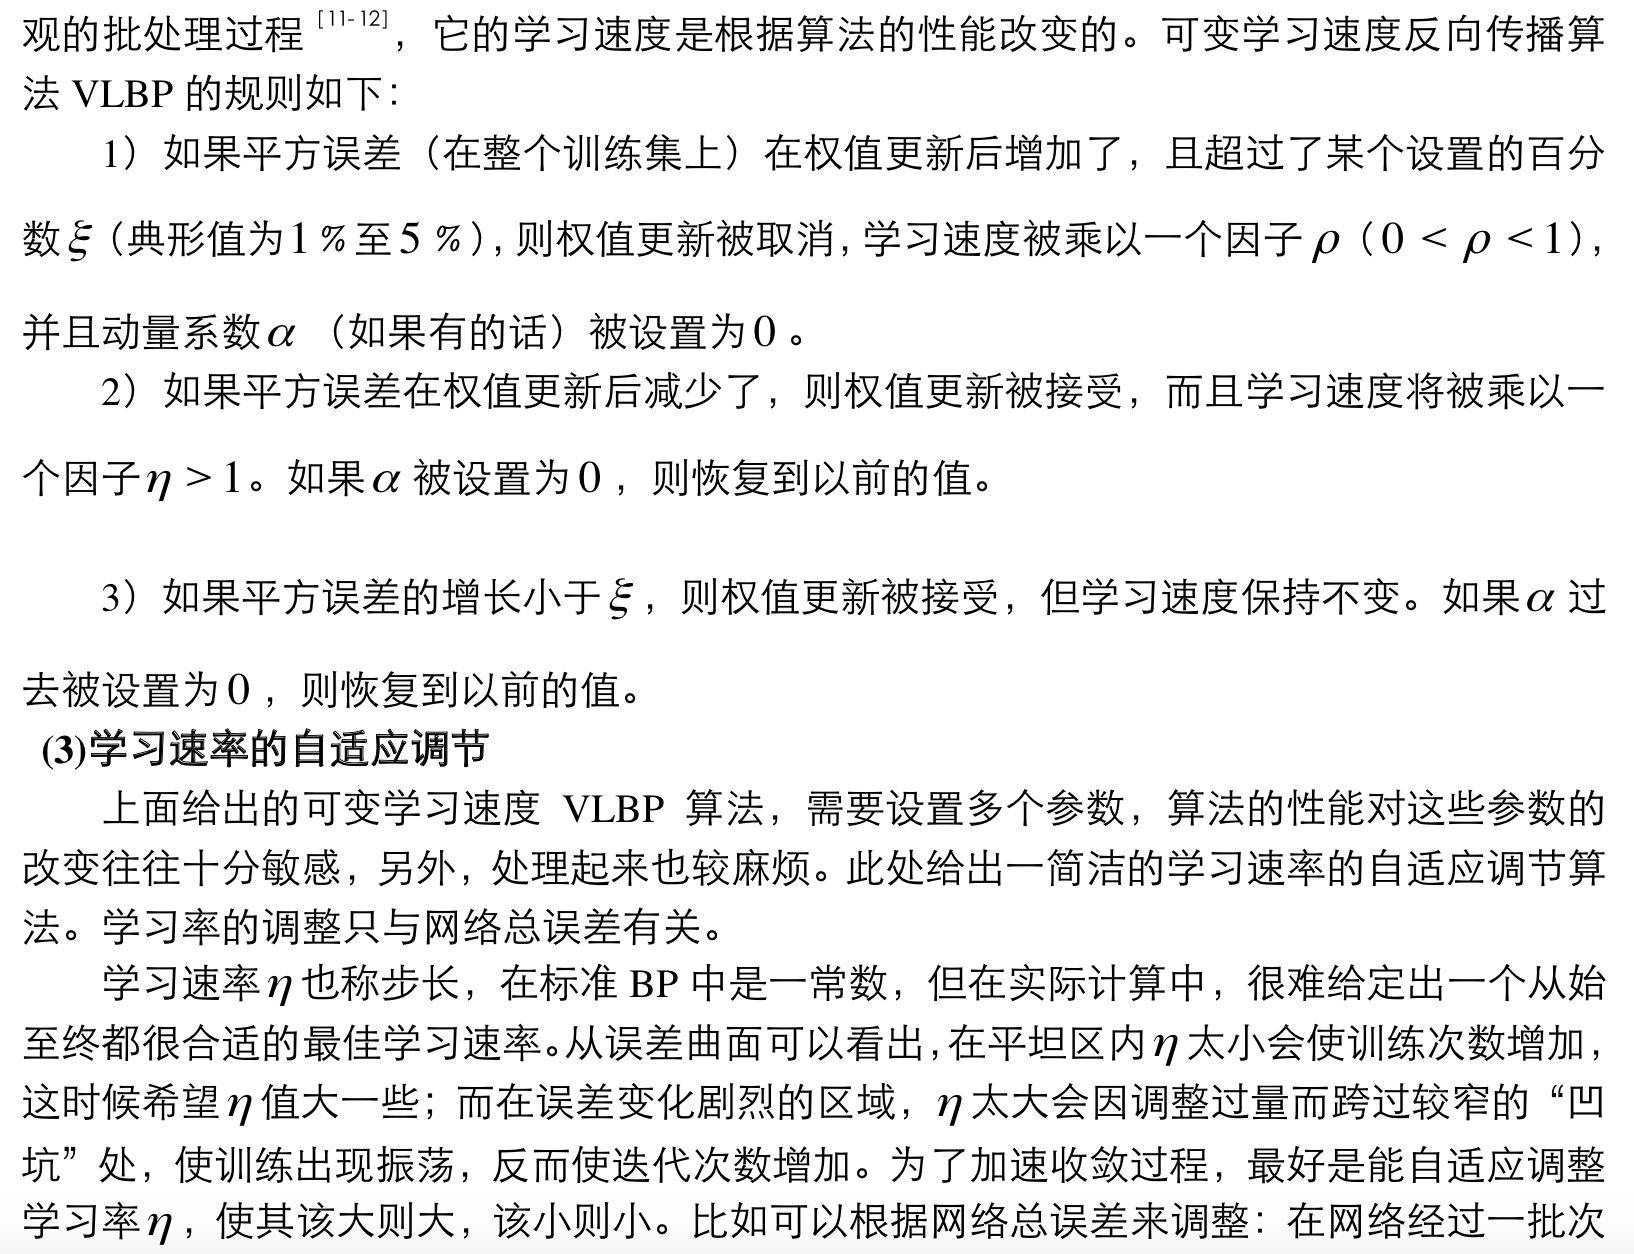 观的批处理过程 [11-12]，它的学习速度是根据算法的性能改变的。可变学习速度反向传播算
法 VLBP 的规则如下：
1）如果平方误差（在整个训练集上）在权值更新后增加了，且超过了某个设置的百分
数 ξ（典形值为1％至5％），则权值更新被取消，学习速度被乘以一个因子 ρ（0 < ρ < 1），
并且动量系数 α （如果有的话）被设置为 0 。
2）如果平方误差在权值更新后减少了，则权值更新被接受，而且学习速度将被乘以一
个因子 η > 1。如果 α 被设置为 0 ，则恢复到以前的值。
3）如果平方误差的增长小于 ξ ，则权值更新被接受，但学习速度保持不变。如果 α 过
去被设置为 0 ，则恢复到以前的值。
(3)学习速率的自适应调节
上面给出的可变学习速度 VLBP 算法，需要设置多个参数，算法的性能对这些参数的
改变往往十分敏感，另外，处理起来也较麻烦。此处给出一简洁的学习速率的自适应调节算
法。学习率的调整只与网络总误差有关。
学习速率 η 也称步长，在标准 BP 中是一常数，但在实际计算中，很难给定出一个从始
至终都很合适的最佳学习速率。从误差曲面可以看出，在平坦区内 η 太小会使训练次数增加，
这时候希望 η 值大一些；而在误差变化剧烈的区域，η 太大会因调整过量而跨过较窄的“凹
坑”处，使训练出现振荡，反而使迭代次数增加。为了加速收敛过程，最好是能自适应调整
学习率 η ，使其该大则大，该小则小。比如可以根据网络总误差来调整：在网络经过一批次